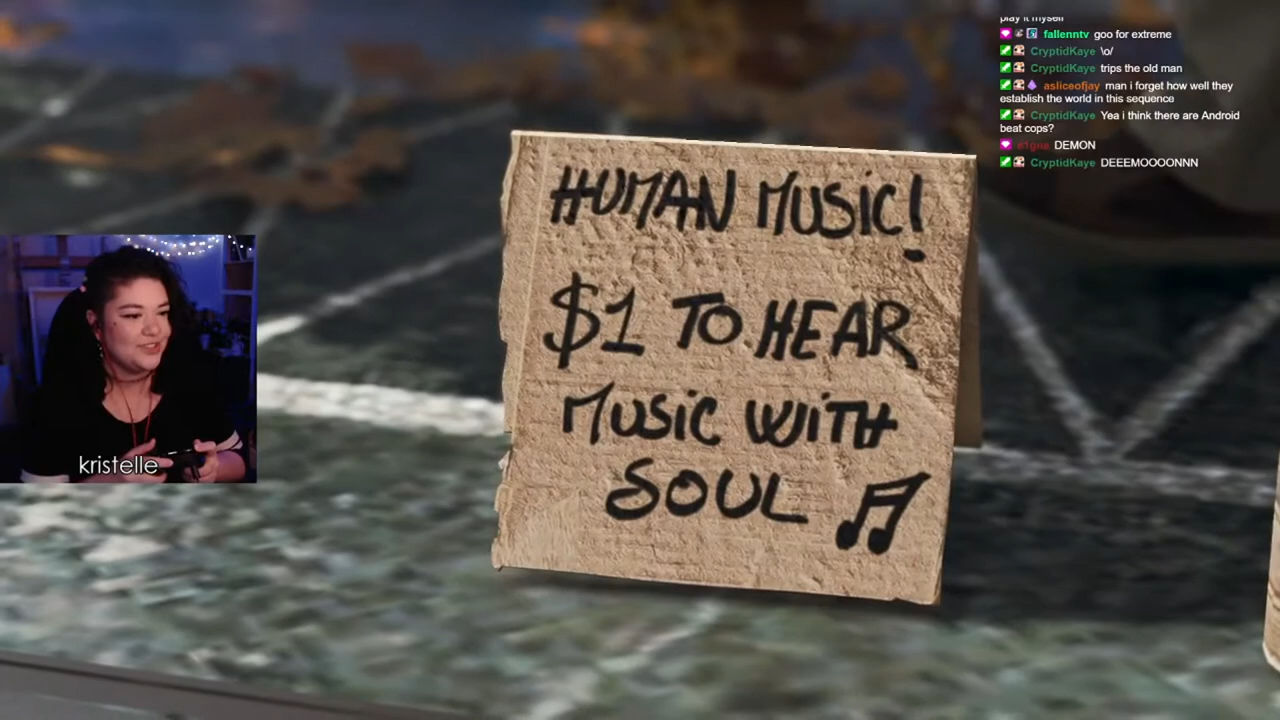 play it myself
fallenntv goo for extreme
CryptidKaye \o/
CryptidKaye trips the old man
asliceofjay man i forget how well they
establish the world in this sequence
CryptidKaye Yea i think there are Android
beat cops?
s1gna DEMON
CryptidKaye DEEEMOOOONNN
HUMAN MUSiC!
$1 TO HEAR
MUSiC WiTH
SOUL ♫
kristelle